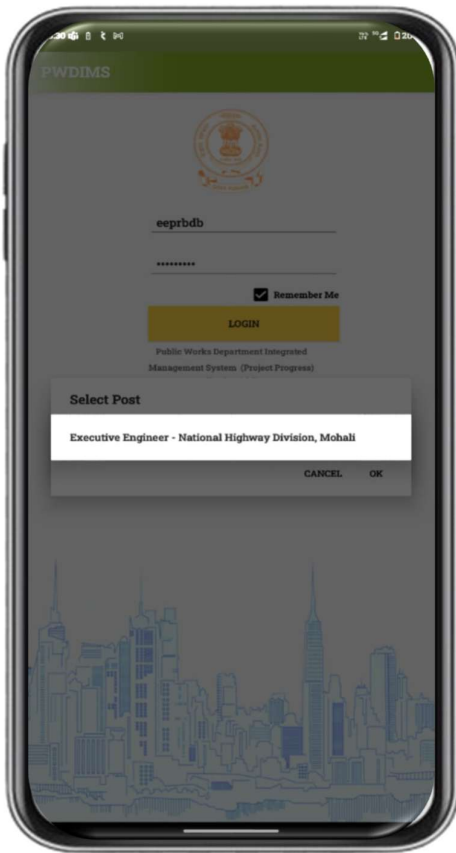 PWDIMS
eeprbdb
•••••••••
Remember Me
LOGIN
Public Works Department Integrated
Management System (Project Progress)
Select Post
Executive Engineer - National Highway Division, Mohali
CANCEL OK